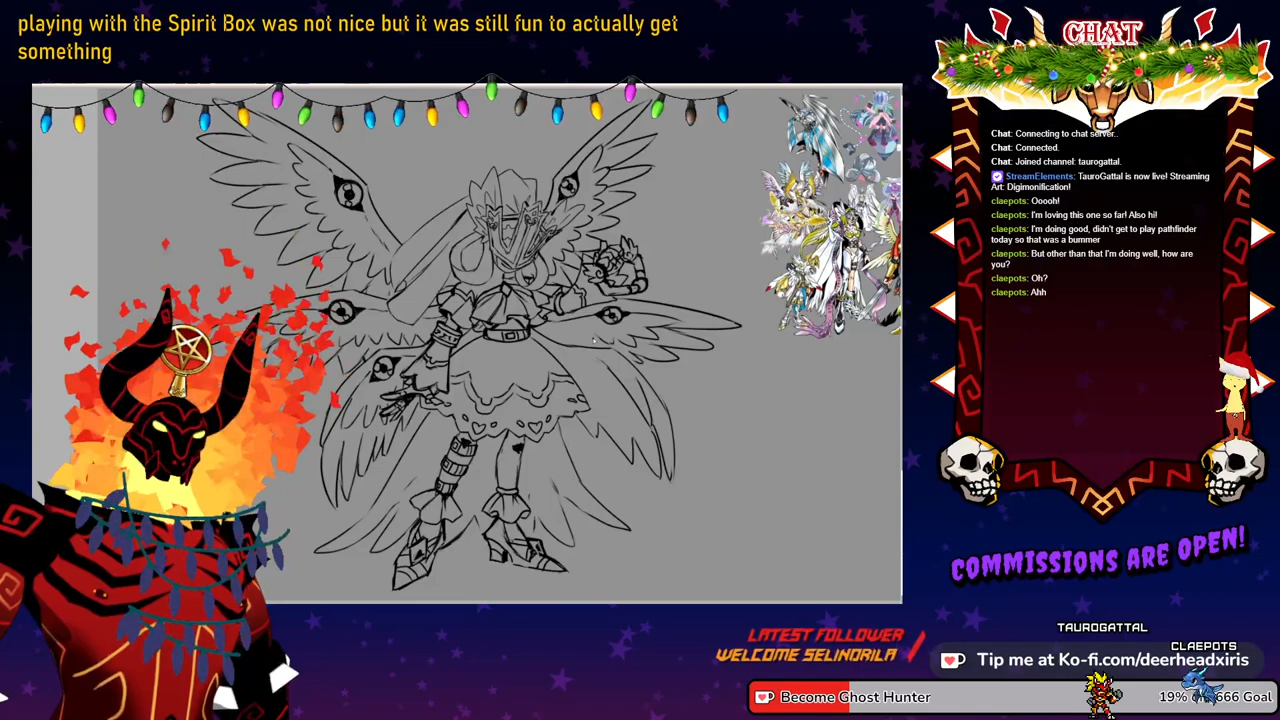 playing with the Spirit Box was not nice but it was still fun to actually get
something
CHAT
Chat: Connecting to chat server..
Chat: Connected.
Chat: Joined channel: taurogattal.
StreamElements: TauroGattal is now live! Streaming
Art: Digimonification!
claepots: Ooooh!
claepots: I'm loving this one so far! Also hi!
claepots: I'm doing good, didn't get to play pathfinder
today so that was a bummer
claepots: But other than that I'm doing well, how are
you?
claepots: Oh?
claepots: Ahh
COMMISSIONS ARE OPEN!
LATEST FOLLOWER
WELCOME SELINORILA
TAUROGATTAL
CLAEPOTS
Tip me at Ko-fi.com/deerheadxiris
Become Ghost Hunter
19% 666 Goal